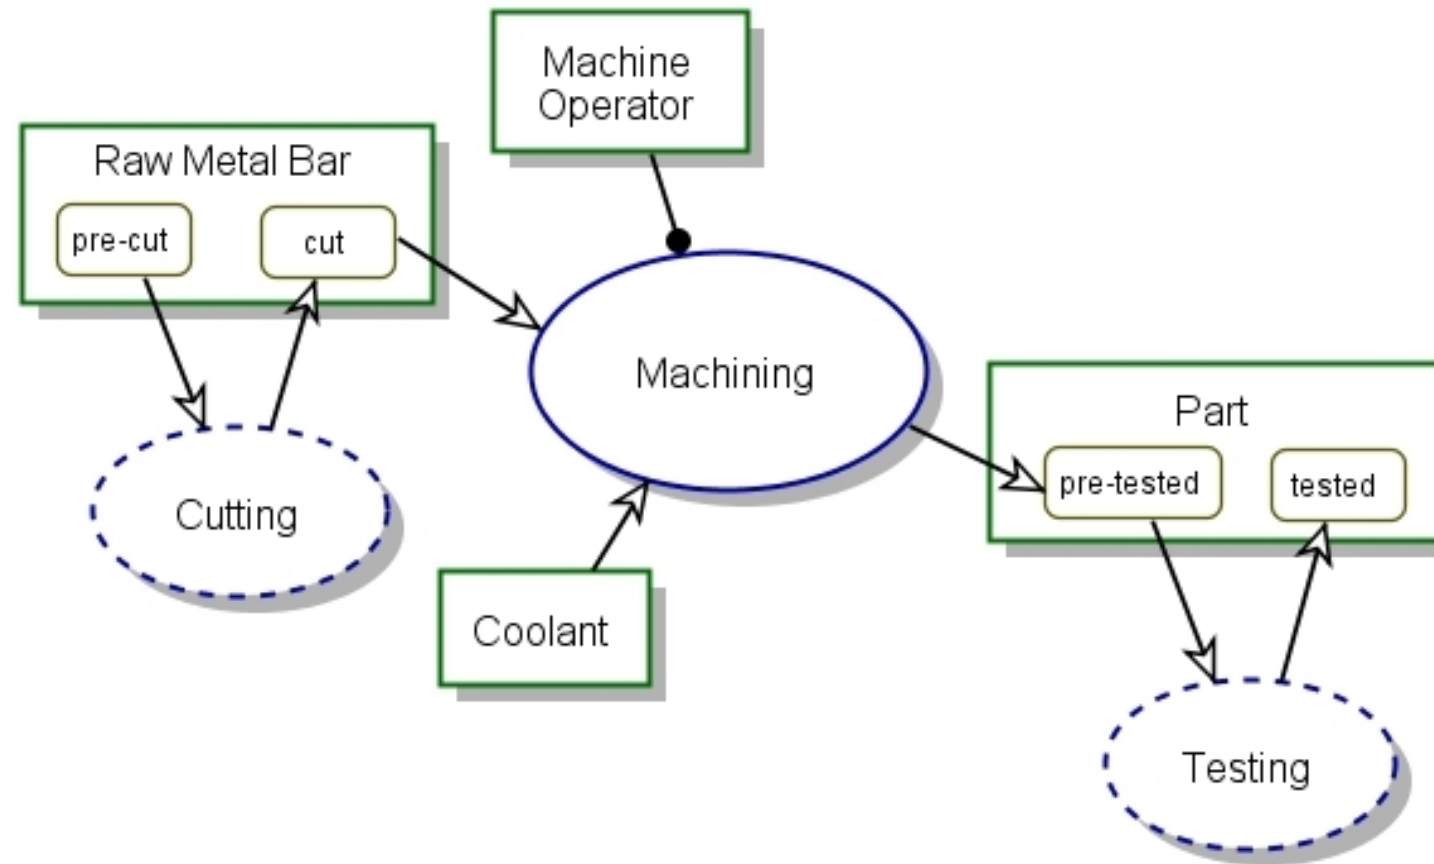 Machine
Operator
Raw Metal Bar
pre-cut
cut
Machining
Part
pre-tested
tested
Cutting
Coolant
Testing